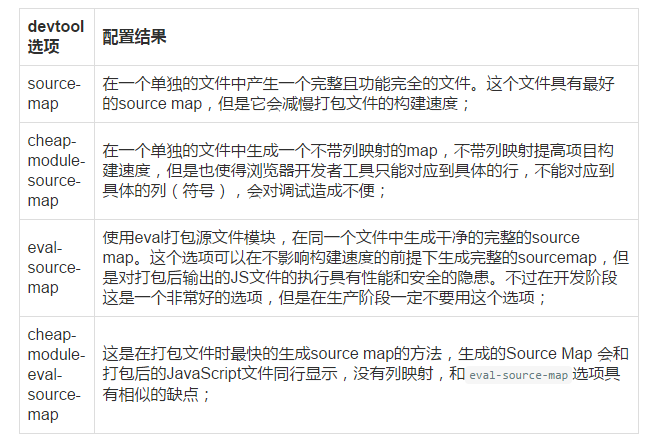 devtool
选项
配置结果
source-
map
在一个单独的文件中产生一个完整且功能完全的文件。这个文件具有最好
的source map，但是它会减慢打包文件的构建速度；
cheap-
module-
source-
map
在一个单独的文件中生成一个不带列映射的map，不带列映射提高项目构
建速度，但是也使得浏览器开发者工具只能对应到具体的行，不能对应到
具体的列（符号），会对调试造成不便；
eval-
source-
map
使用eval打包源文件模块，在同一个文件中生成干净的完整的source
map。这个选项可以在不影响构建速度的前提下生成完整的sourcemap，但
是对打包后输出的JS文件的执行具有性能和安全的隐患。不过在开发阶段
这是一个非常好的选项，但是在生产阶段一定不要用这个选项；
cheap-
module-
eval-
source-
map
这是在打包文件时最快的生成source map的方法，生成的Source Map 会和
打包后的JavaScript文件同行显示，没有列映射，和 eval-source-map 选项具
有相似的缺点；